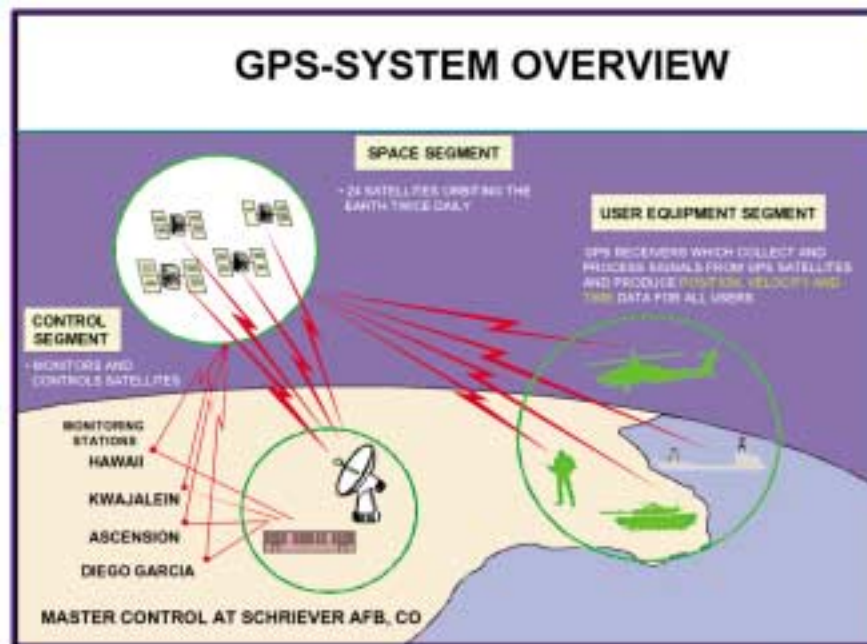 GPS-SYSTEM OVERVIEW
SPACE SEGMENT
• 24 SATELLITES ORBITING THE
EARTH TWICE DAILY
USER EQUIPMENT SEGMENT
GPS RECEIVERS WHICH COLLECT AND
PROCESS SIGNALS FROM GPS SATELLITES
AND PRODUCE POSITION, VELOCITY AND
TIME DATA FOR ALL USERS
CONTROL
SEGMENT
• MONITORS AND
CONTROLS SATELLITES
MONITORING
STATIONS
HAWAII
KWAJALEIN
ASCENSION
DIEGO GARCIA
MASTER CONTROL AT SCHRIEVER AFB, CO